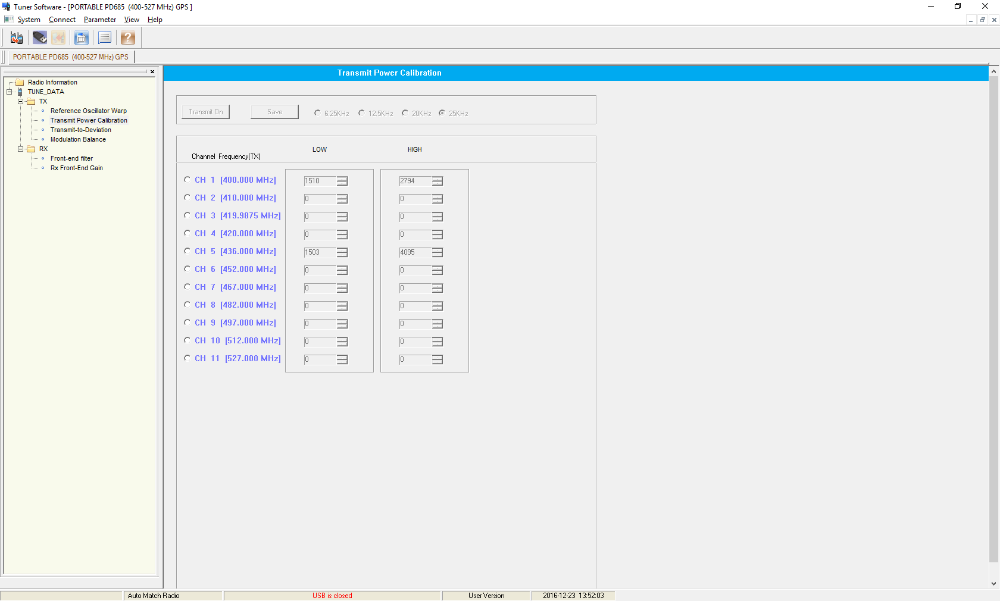 Tuner Software - [PORTABLE PD685  (400-527 MHz) GPS ]
System Connect Parameter View Help
PORTABLE PD685  (400-527 MHz) GPS
Radio Information
TUNE_DATA
TX
Reference Oscillator Warp
Transmit Power Calibration
Transmit-to-Deviation
Modulation Balance
RX
Front-end filter
Rx Front-End Gain
Transmit Power Calibration
Transmit On Save 6.25KHz 12.5KHz 20KHz 25KHz
LOW HIGH
Channel  Frequency(TX)
CH  1  [400.000 MHz] 1510 2794
CH  2  [410.000 MHz] 0 0
CH  3  [419.9875 MHz] 0 0
CH  4  [420.000 MHz] 0 0
CH  5  [436.000 MHz] 1503 4095
CH  6  [452.000 MHz] 0 0
CH  7  [467.000 MHz] 0 0
CH  8  [482.000 MHz] 0 0
CH  9  [497.000 MHz] 0 0
CH  10  [512.000 MHz] 0 0
CH  11  [527.000 MHz] 0 0
Auto Match Radio USB is closed User Version 2016-12-23  13:52:03